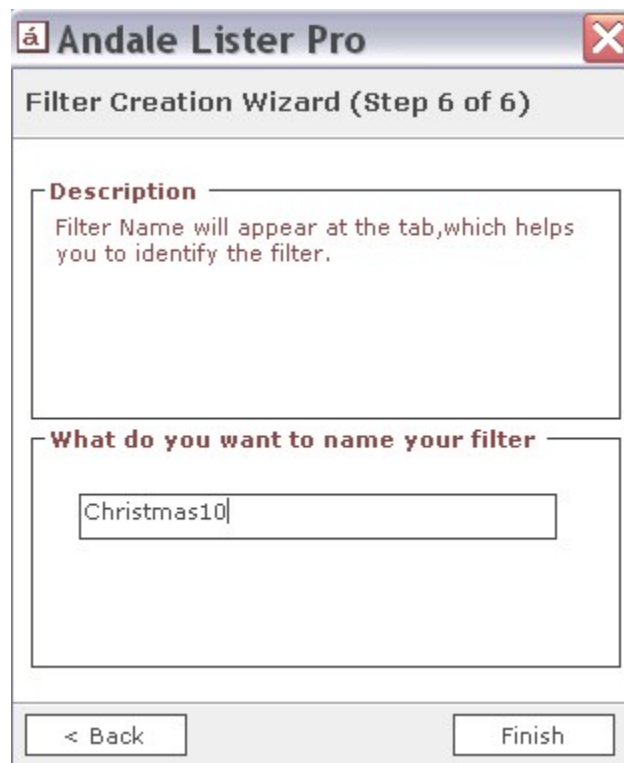 á Andale Lister Pro
Filter Creation Wizard (Step 6 of 6)
Description
Filter Name will appear at the tab,which helps
you to identify the filter.
What do you want to name your filter
Christmas10
< Back
Finish